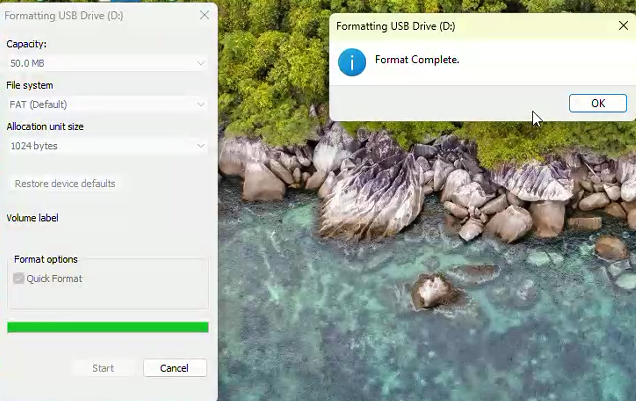 Formatting USB Drive (D:)
Capacity:
50.0 MB
File system
FAT (Default)
Allocation unit size
1024 bytes
Restore device defaults
Volume label
Format options
Quick Format
Start
Cancel
Formatting USB Drive (D:)
Format Complete.
OK